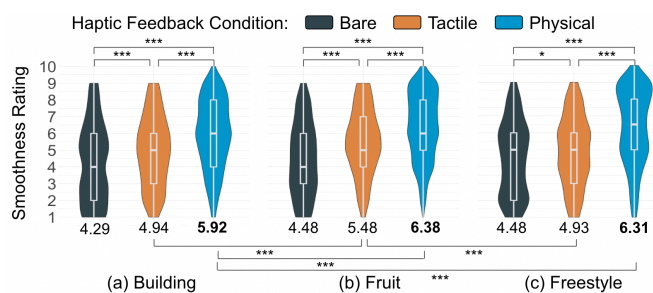 Haptic Feedback Condition: Bare Tactile Physical
*** *** ***
*** *** *** *** * ***
Smoothness Rating
10
9
8
7
6
5
4
3
2
1
4.29 4.94 5.92 4.48 5.48 6.38 4.48 4.93 6.31
*** ***
***
***
(a) Building (b) Fruit (c) Freestyle